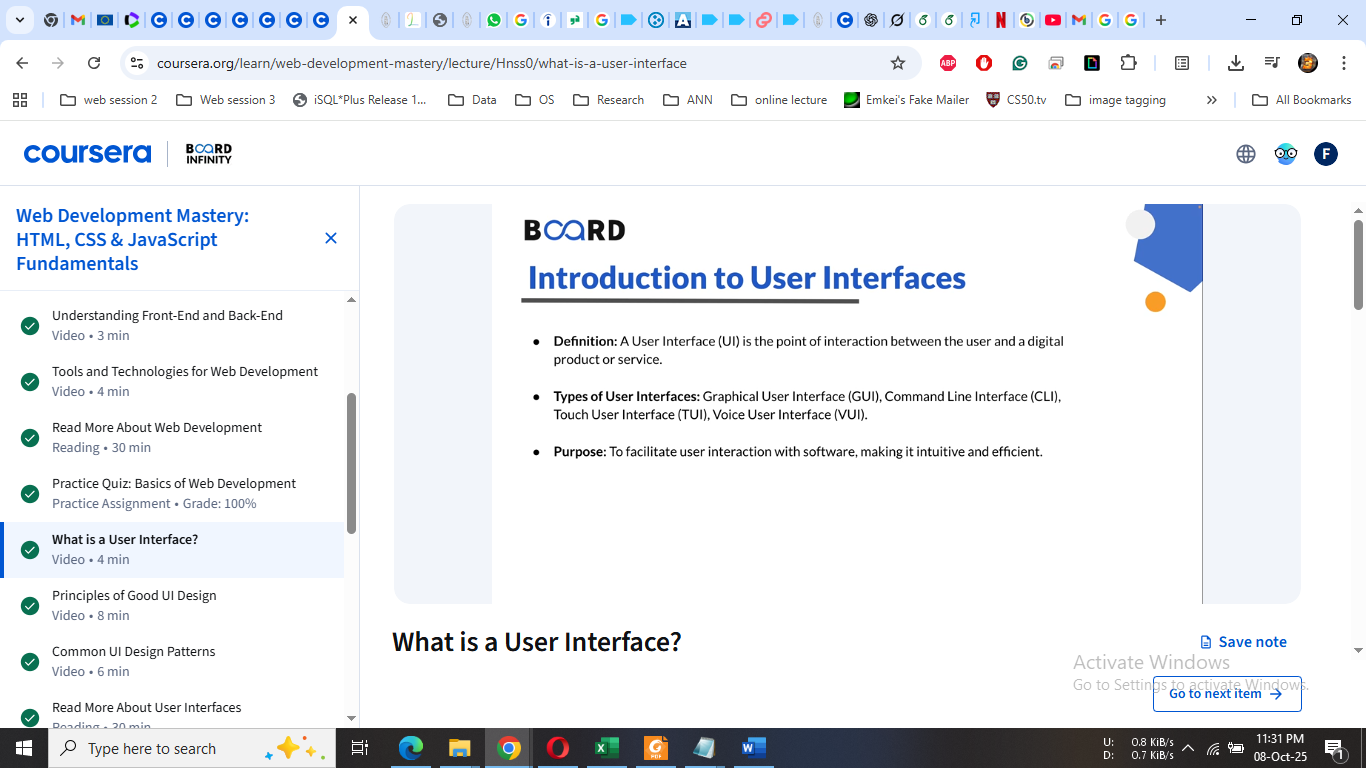 coursera.org/learn/web-development-mastery/lecture/Hnss0/what-is-a-user-interface
ABP
web session 2
Web session 3
iSQL*Plus Release 1...
Data
OS
Research
ANN
online lecture
Emkei's Fake Mailer
CS50.tv
image tagging
All Bookmarks
coursera
BOARD
INFINITY
F
Web Development Mastery:
HTML, CSS & JavaScript
Fundamentals
Understanding Front-End and Back-End
Video • 3 min
Tools and Technologies for Web Development
Video • 4 min
Read More About Web Development
Reading • 30 min
Practice Quiz: Basics of Web Development
Practice Assignment • Grade: 100%
What is a User Interface?
Video • 4 min
Principles of Good UI Design
Video • 8 min
Common UI Design Patterns
Video • 6 min
Read More About User Interfaces
Reading • 30 min
BOARD
Introduction to User Interfaces
• Definition: A User Interface (UI) is the point of interaction between the user and a digital
product or service.
• Types of User Interfaces: Graphical User Interface (GUI), Command Line Interface (CLI),
Touch User Interface (TUI), Voice User Interface (VUI).
• Purpose: To facilitate user interaction with software, making it intuitive and efficient.
What is a User Interface?
Save note
Activate Windows
Go to Settings to activate Windows.
Go to next item
Type here to search
U: 0.8 KiB/s
D: 0.7 KiB/s
11:31 PM
08-Oct-25
1